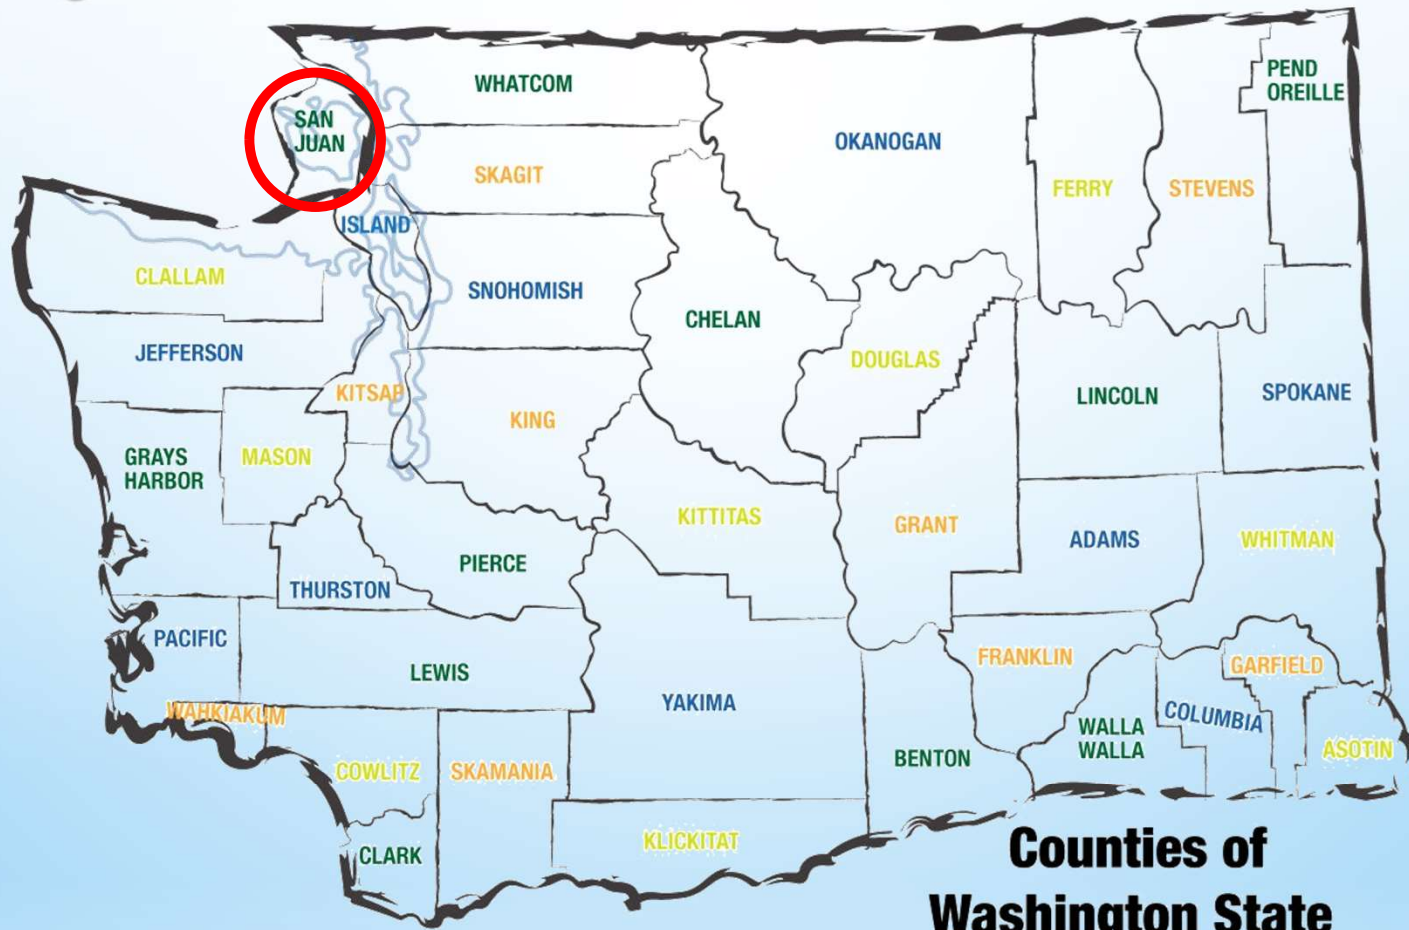 WHATCOM
PEND
OREILLE
SAN
JUAN
OKANOGAN
SKAGIT
FERRY
STEVENS
ISLAND
CLALLAM
SNOHOMISH
CHELAN
JEFFERSON
DOUGLAS
KITSAP
LINCOLN
SPOKANE
KING
GRAYS
HARBOR
MASON
KITTITAS
GRANT
ADAMS
WHITMAN
PIERCE
THURSTON
PACIFIC
LEWIS
FRANKLIN
GARFIELD
YAKIMA
WAHKIAKUM
COLUMBIA
WALLA
WALLA
ASOTIN
BENTON
COWLITZ
SKAMANIA
KLICKITAT
CLARK
Counties of
Washington State